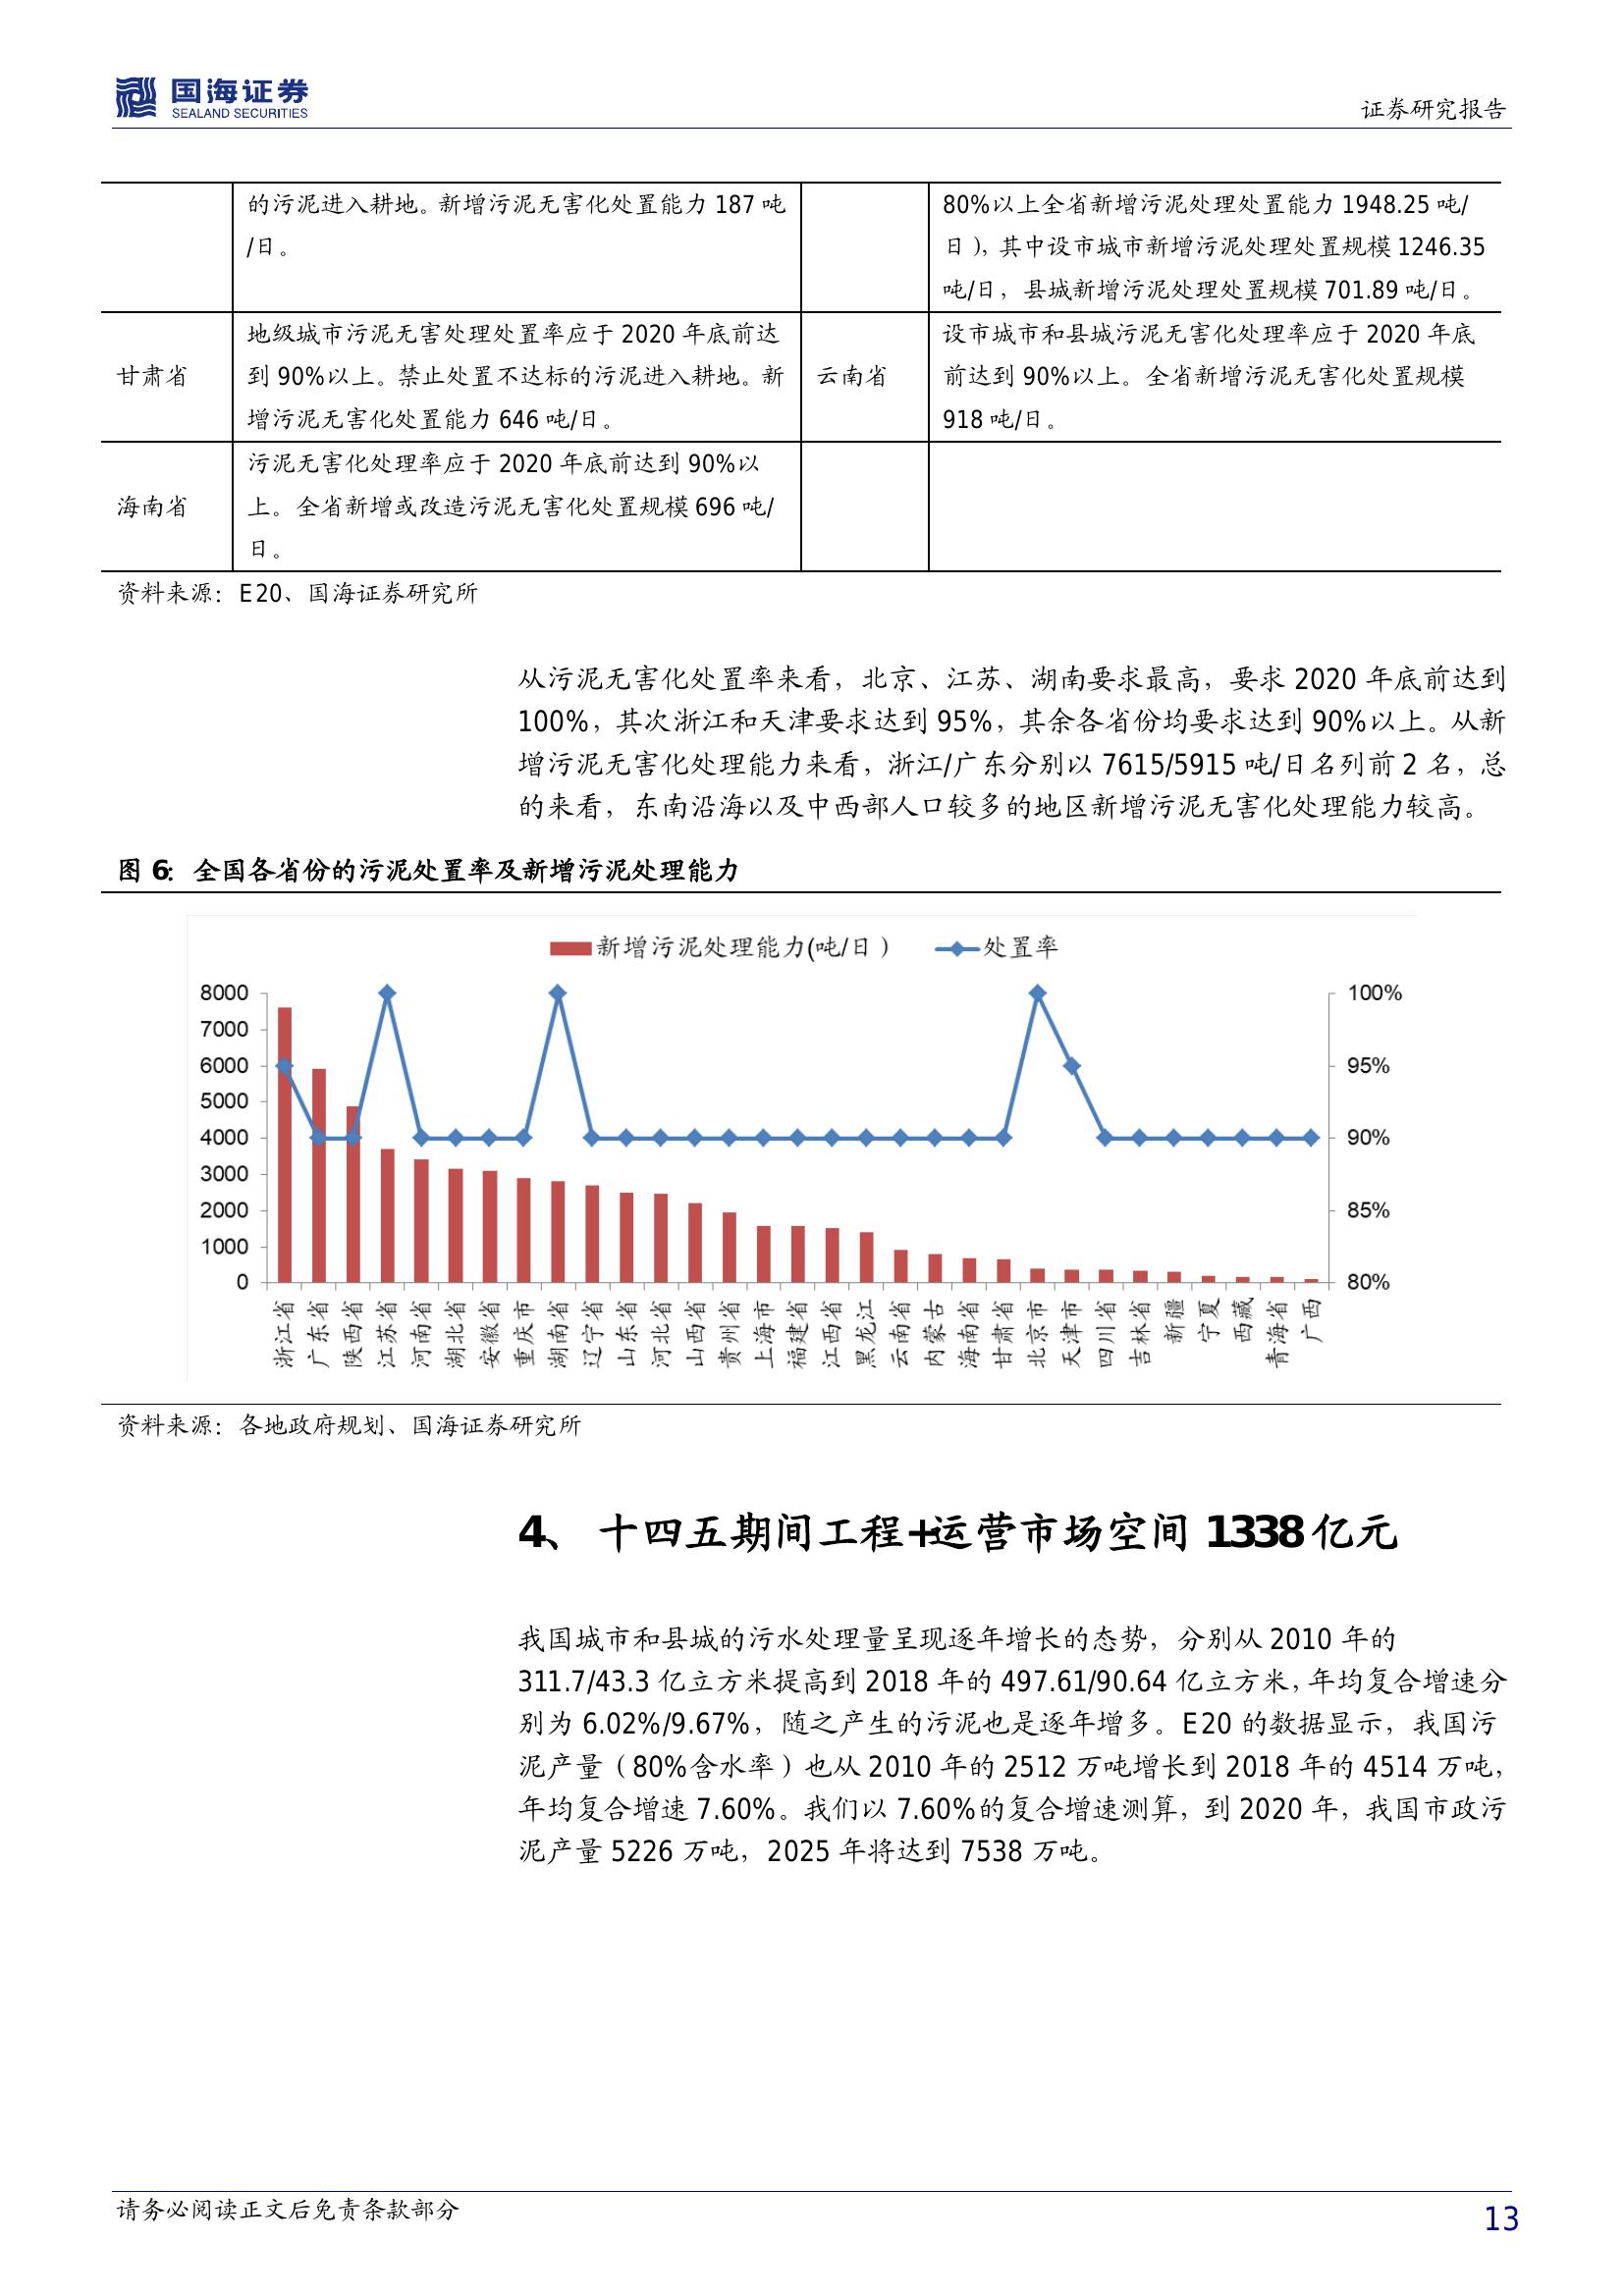 国海证券
SEALAND SECURITIES
证券研究报告
的污泥进入耕地。新增污泥无害化处置能力 187 吨
/日。
80%以上全省新增污泥处理处置能力 1948.25 吨/
日），其中设市城市新增污泥处理处置规模 1246.35
吨/日，县城新增污泥处理处置规模 701.89 吨/日。
甘肃省
地级城市污泥无害处理处置率应于 2020 年底前达
到 90%以上。禁止处置不达标的污泥进入耕地。新
增污泥无害化处置能力 646 吨/日。
云南省
设市城市和县城污泥无害化处理率应于 2020 年底
前达到 90%以上。全省新增污泥无害化处置规模
918 吨/日。
海南省
污泥无害化处理率应于 2020 年底前达到 90%以
上。全省新增或改造污泥无害化处置规模 696 吨/
日。
资料来源：E20、国海证券研究所
从污泥无害化处置率来看，北京、江苏、湖南要求最高，要求 2020 年底前达到
100%，其次浙江和天津要求达到 95%，其余各省份均要求达到 90%以上。从新
增污泥无害化处理能力来看，浙江/广东分别以 7615/5915 吨/日名列前 2 名，总
的来看，东南沿海以及中西部人口较多的地区新增污泥无害化处理能力较高。
图 6：全国各省份的污泥处置率及新增污泥处理能力
新增污泥处理能力(吨/日）
处置率
8000
7000
6000
5000
4000
3000
2000
1000
0
100%
95%
90%
85%
80%
浙江省
广东省
陕西省
江苏省
河南省
湖北省
安徽省
重庆市
湖南省
辽宁省
山东省
河北省
山西省
贵州省
上海市
福建省
江西省
黑龙江
云南省
内蒙古
海南省
甘肃省
北京市
天津市
四川省
吉林省
新疆
宁夏
西藏
青海省
广西
资料来源：各地政府规划、国海证券研究所
4、 十四五期间工程+运营市场空间 1338 亿元
我国城市和县城的污水处理量呈现逐年增长的态势，分别从 2010 年的
311.7/43.3 亿立方米提高到 2018 年的 497.61/90.64 亿立方米，年均复合增速分
别为 6.02%/9.67%，随之产生的污泥也是逐年增多。E20 的数据显示，我国污
泥产量（80%含水率）也从 2010 年的 2512 万吨增长到 2018 年的 4514 万吨，
年均复合增速 7.60%。我们以 7.60%的复合增速测算，到 2020 年，我国市政污
泥产量 5226 万吨，2025 年将达到 7538 万吨。
请务必阅读正文后免责条款部分
13